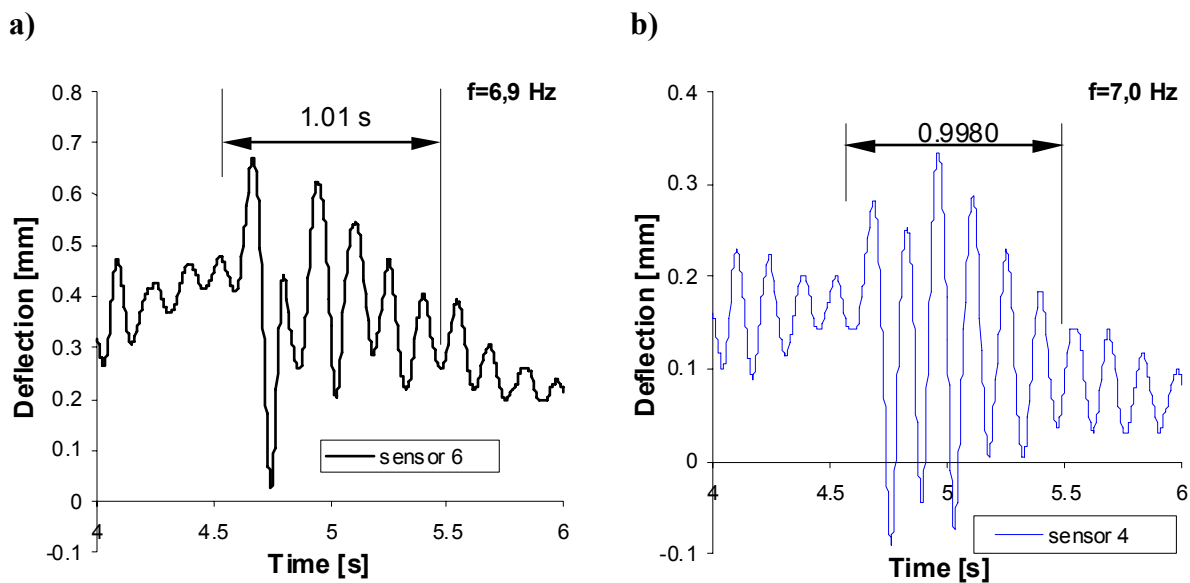 a)
f=6,9 Hz
1.01 s
Deflection [mm]
0.8
0.7
0.6
0.5
0.4
0.3
0.2
0.1
0
-0.1
4
4.5
5
5.5
6
sensor 6
Time [s]
b)
f=7,0 Hz
0.9980
Deflection [mm]
0.4
0.3
0.2
0.1
0
-0.1
4
4.5
5
5.5
6
sensor 4
Time [s]